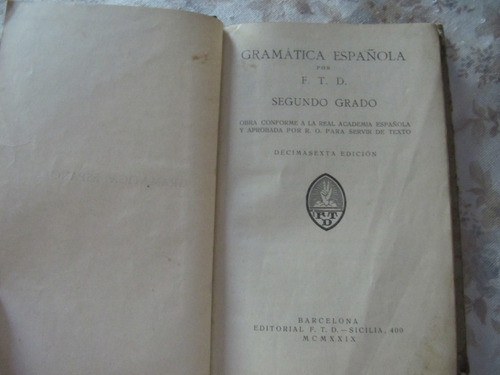 GRAMÁTICA ESPAÑOLA
POR
F. T. D.
SEGUNDO GRADO
OBRA CONFORME A LA REAL ACADEMIA ESPAÑOLA
Y APROBADA POR R. O. PARA SERVIR DE TEXTO
DÉCIMASEXTA EDICIÓN
F.T.
D
BARCELONA
EDITORIAL F. T. D. — SICILIA, 400
MCMXXIX